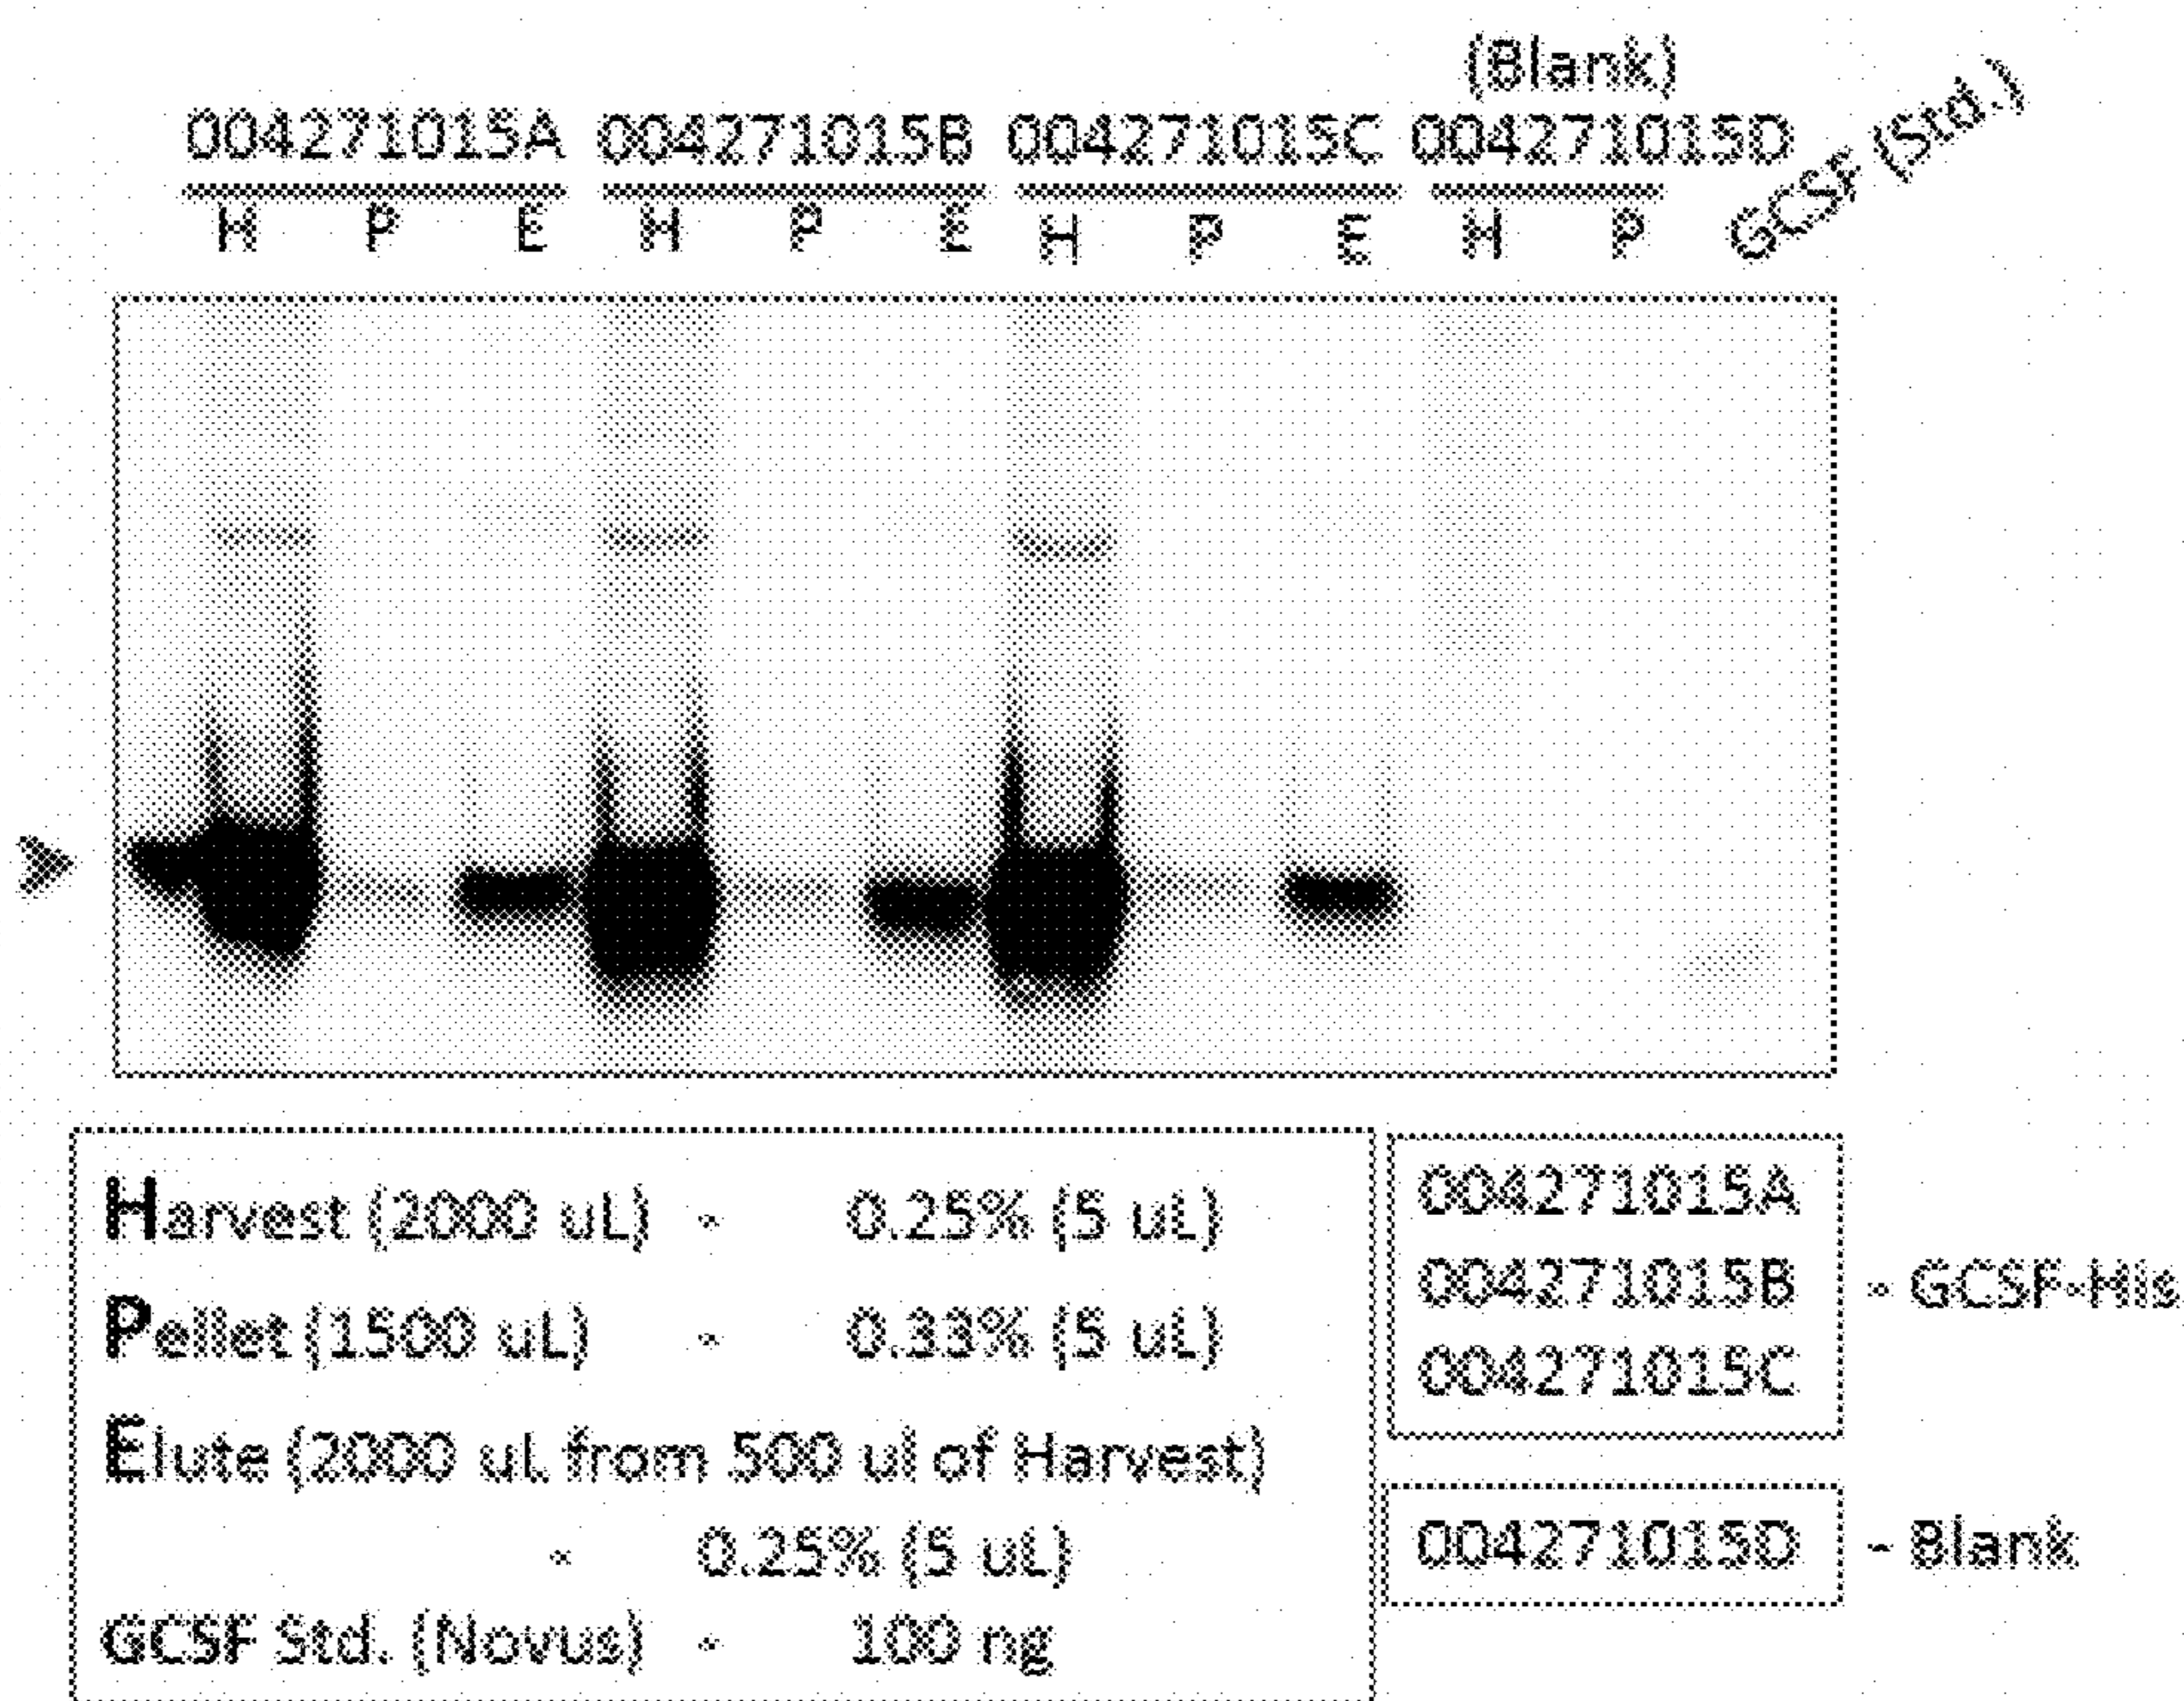 (Blank)
004271015A 004271015B 004271015C 004271015D GCSF (Std.)
H P E H P E H P E H P
Harvest (2000 uL) - 0.25% (5 uL)
Pellet (1500 uL) - 0.33% (5 uL)
Elute (2000 uL from 500 ul of Harvest)
- 0.25% (5 uL)
GCSF Std. (Novus) - 100 ng
004271015A
004271015B - GCSF-His
004271015C
004271015D - Blank